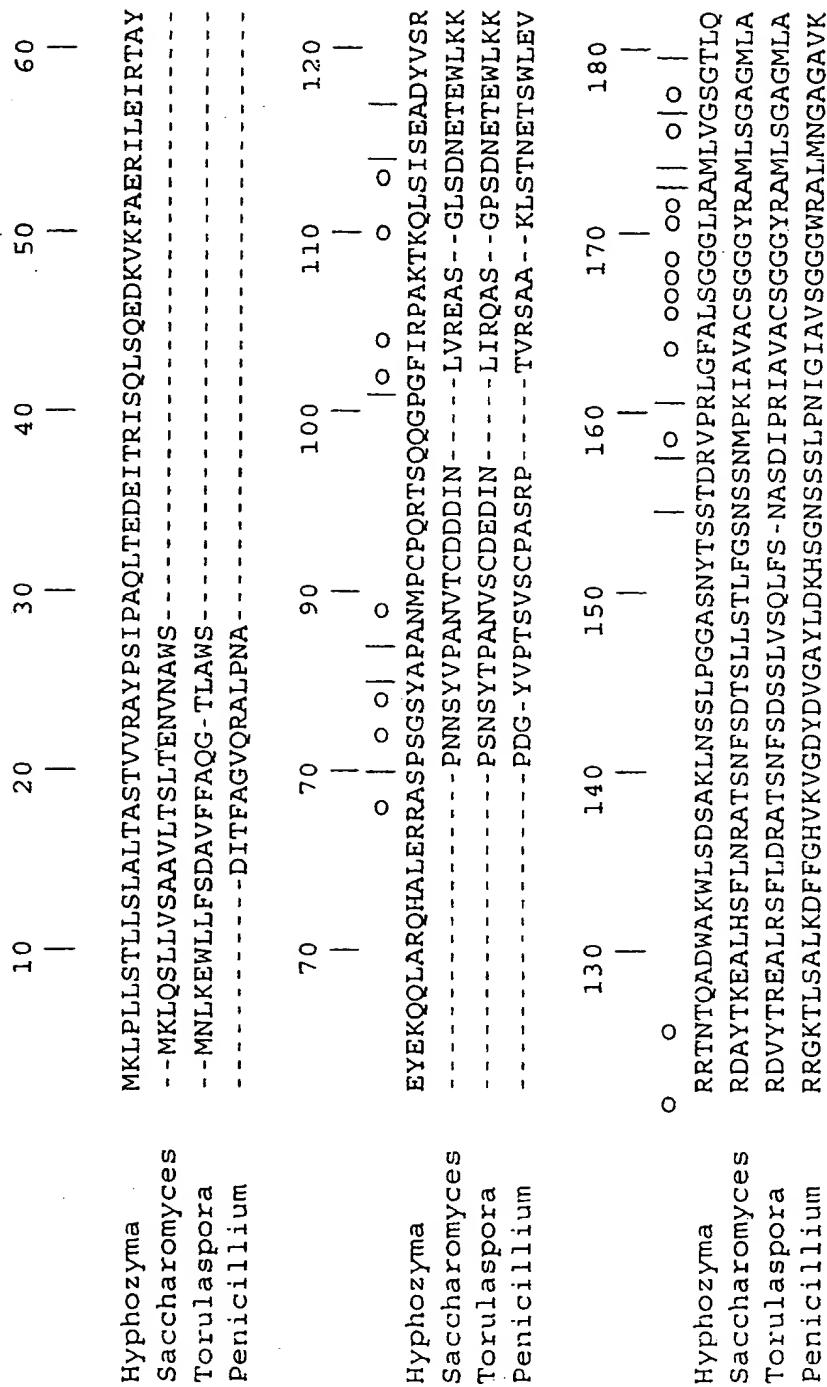 10 20 30 40 50 60
| | | | | |
Hyphozyma MKLPLLSTLLSLALTASTVVRAYPSIPAQLTEDEITRISQLSQEDKVKFAERILEIRTAY
Saccharomyces --MKLQSLLVSAAVLTSLTENVNAWS----------------------------------
Torulaspora --MNLKEWLLFSDAVFFAQG-TLAWS----------------------------------
Penicillium ------------DITFAGVQRALPNA----------------------------------
70 70 90 100 110 120
| | | | | |
o | o o | | o | o o o o | |
Hyphozyma EYEKQQLARQHALERRASPSGSYAPANMPCPQRTSQQGPGFIRPAKTKQLSISEADYVSR
Saccharomyces ------------------PNNSYVPANVTCDDDIN-----LVREAS--GLSDNETEWLKK
Torulaspora ------------------PSNSYTPANVSCDEDIN-----LIRQAS--GPSDNETEWLKK
Penicillium ------------------PDG-YVPTSVSCPASRP-----TVRSAA--KLSTNETSWLEV
130 140 150 160 170 180
| | | | | |
o o | | o | o o o o o o | | o | o |
Hyphozyma RRTNTQADWAKWLSDSAKLNSSLPGGASNYTSSTDRVPRLGFALSGGGLRAMLVGSGTLQ
Saccharomyces RDAYTKEALHSFLNRATSNFSDTSLLSTLFGSNSSNMPKIAVACSGGGYRAMLSGAGMLA
Torulaspora RDVYTREALRSFLDRATSNFSDSSLVSQLFS-NASDIPRIAVACSGGGYRAMLSGAGMLA
Penicillium RRGKTLSALKDFFGHVKVGDYDVGAYLDKHSGNSSSLPNIGIAVSGGGWRALMNGAGAVK